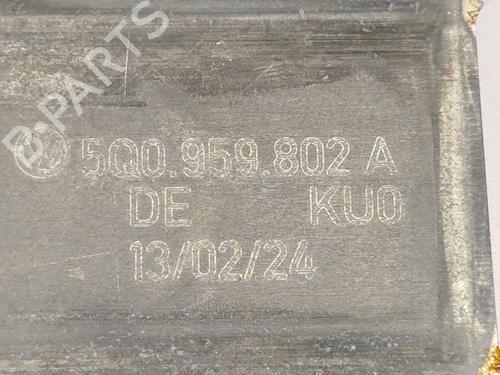 B-PARTS
5Q0.959.802 A
DE KU0
13/02/24